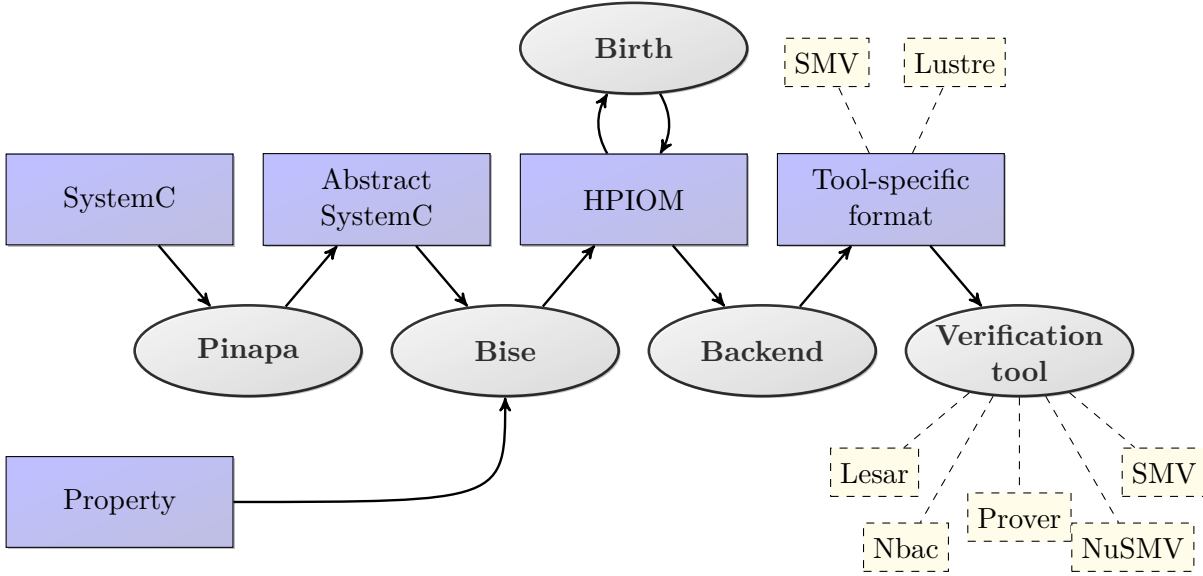 Birth
SMV
Lustre
SystemC
Abstract
SystemC
HPIOM
Tool-specific
format
Pinapa
Bise
Backend
Verification
tool
Lesar
SMV
Property
Prover
Nbac
NuSMV